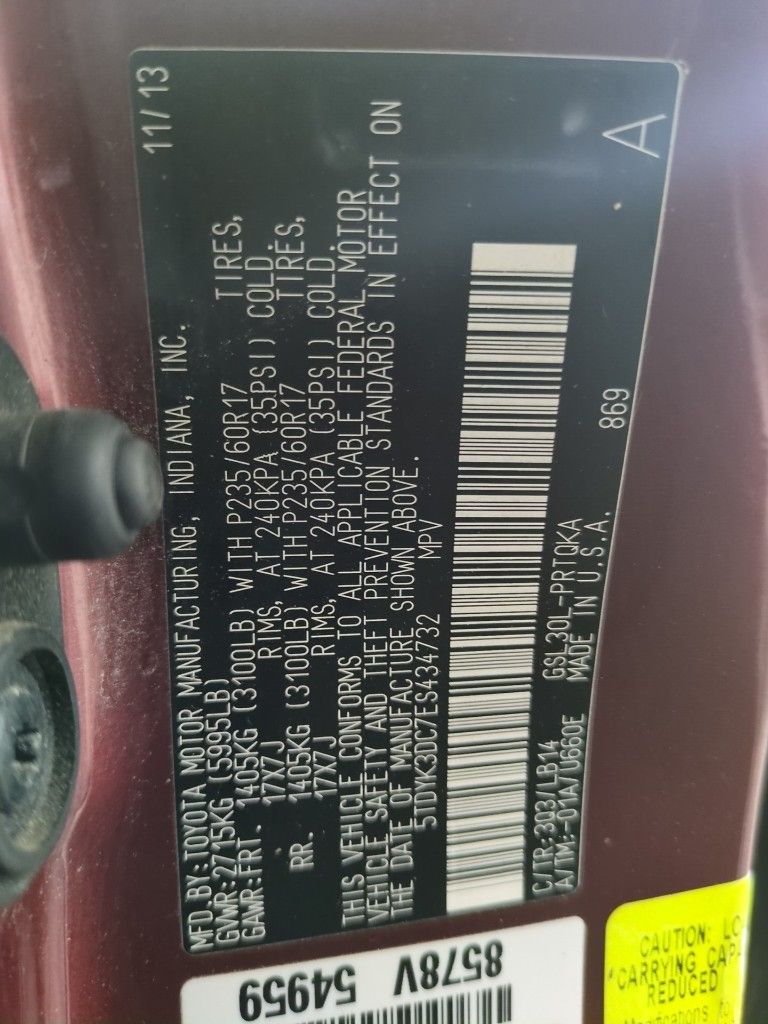 MFD.BY:TOYOTA MOTOR MANUFACTURING, INDIANA, INC. 11/13
GVWR:2715KG (5995LB)
GAWR:FRT. 1405KG (3100LB) WITH P235/60R17 TIRES,
17X7J RIMS, AT 240KPA (35PSI) COLD.
RR. 1405KG (3100LB) WITH P235/60R17 TIRES,
17X7J RIMS, AT 240KPA (35PSI) COLD.
THIS VEHICLE CONFORMS TO ALL APPLICABLE FEDERAL MOTOR
VEHICLE SAFETY AND THEFT PREVENTION STANDARDS IN EFFECT ON
THE DATE OF MANUFACTURE SHOWN ABOVE.
5TDYK3DC7ES434732 MPV
C/TR:3Q3/LB14 GSL30L-PRTQKA 869
A/TM:-01A/U660E MADE IN U.S.A. A
8578V
54959
CAUTION:
CARRYING
REDUCED
Modifications to